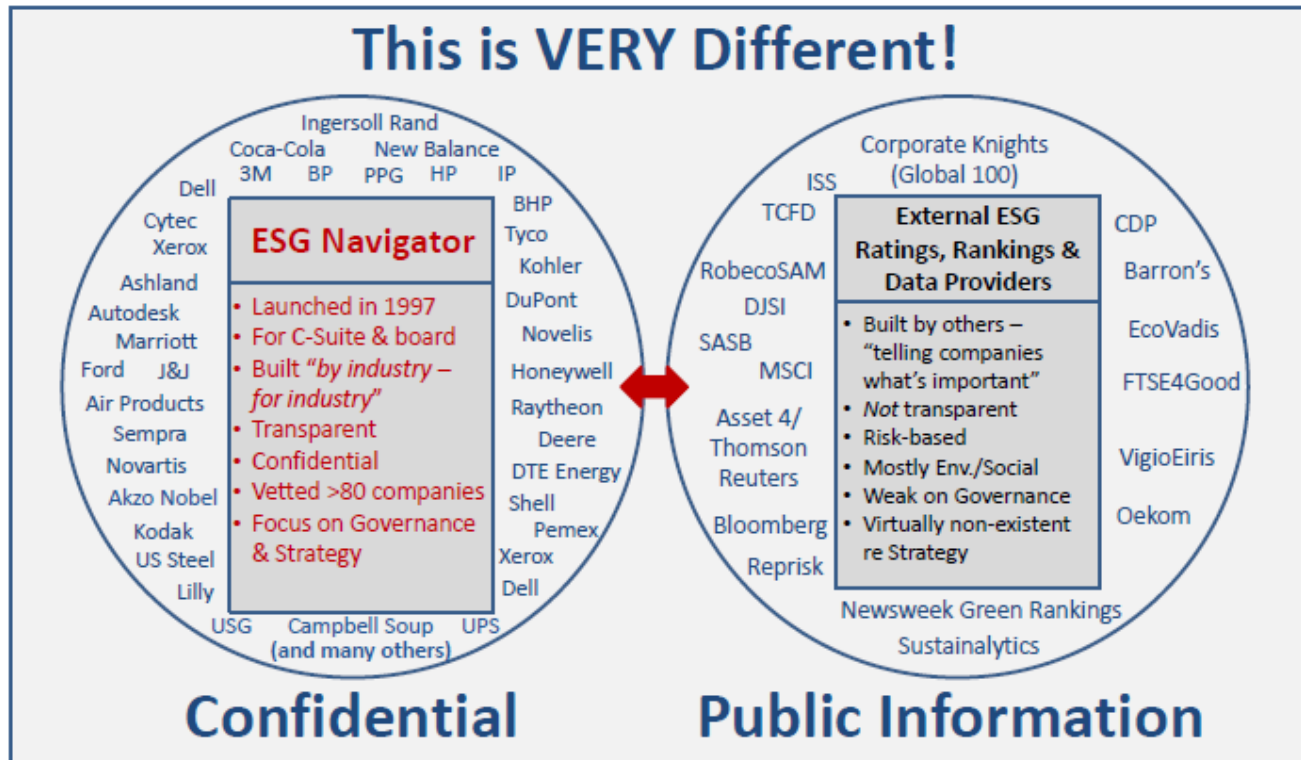 This is VERY Different!
Ingersoll Rand
Coca-Cola New Balance
3M BP PPG HP IP
Dell
Cytec
Xerox
Ashland
Autodesk
Marriott
Ford J&J
Air Products
Sempra
Novartis
Akzo Nobel
Kodak
US Steel
Lilly
ESG Navigator
• Launched in 1997
• For C-Suite & board
• Built “by industry –
for industry”
• Transparent
• Confidential
• Vetted >80 companies
• Focus on Governance
& Strategy
BHP
Tyco
Kohler
DuPont
Novelis
Honeywell
Raytheon
Deere
DTE Energy
Shell
Pemex
Xerox
Dell
USG Campbell Soup UPS
(and many others)
Confidential
Corporate Knights
(Global 100)
ISS
TCFD
RobecoSAM
DJSI
SASB
MSCI
Asset 4/
Thomson
Reuters
Bloomberg
Reprisk
External ESG
Ratings, Rankings &
Data Providers
• Built by others –
“telling companies
what’s important”
• Not transparent
• Risk-based
• Mostly Env./Social
• Weak on Governance
• Virtually non-existent
re Strategy
CDP
Barron’s
EcoVadis
FTSE4Good
VigioEiris
Oekom
Newsweek Green Rankings
Sustainalytics
Public Information